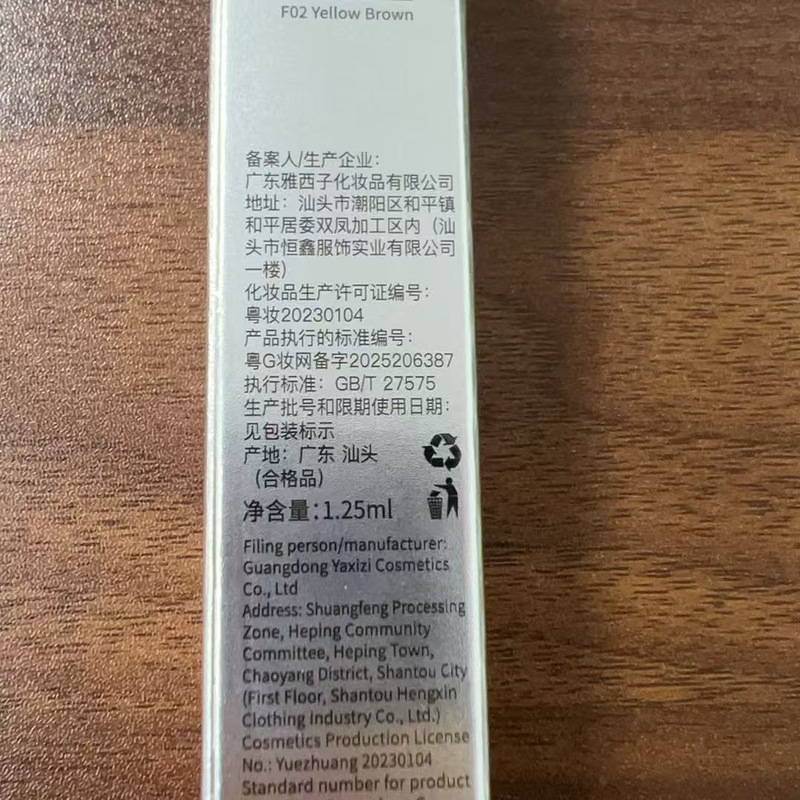 F02 Yellow Brown
备案人/生产企业：
广东雅西子化妆品有限公司
地址：汕头市潮阳区和平镇
和平居委双凤加工区内（汕
头市恒鑫服饰实业有限公司
一楼）
化妆品生产许可证编号：
粤妆20230104
产品执行的标准编号：
粤G妆网备字2025206387
执行标准：GB/T 27575
生产批号和限期使用日期：
见包装标示
产地：广东 汕头
（合格品）
净含量：1.25ml
Filing person/manufacturer:
Guangdong Yaxizi Cosmetics
Co., Ltd
Address: Shuangfeng Processing
Zone, Heping Community
Committee, Heping Town,
Chaoyang District, Shantou City
(First Floor, Shantou Hengxin
Clothing Industry Co., Ltd.)
Cosmetics Production License
No.: Yuezhuang 20230104
Standard number for product